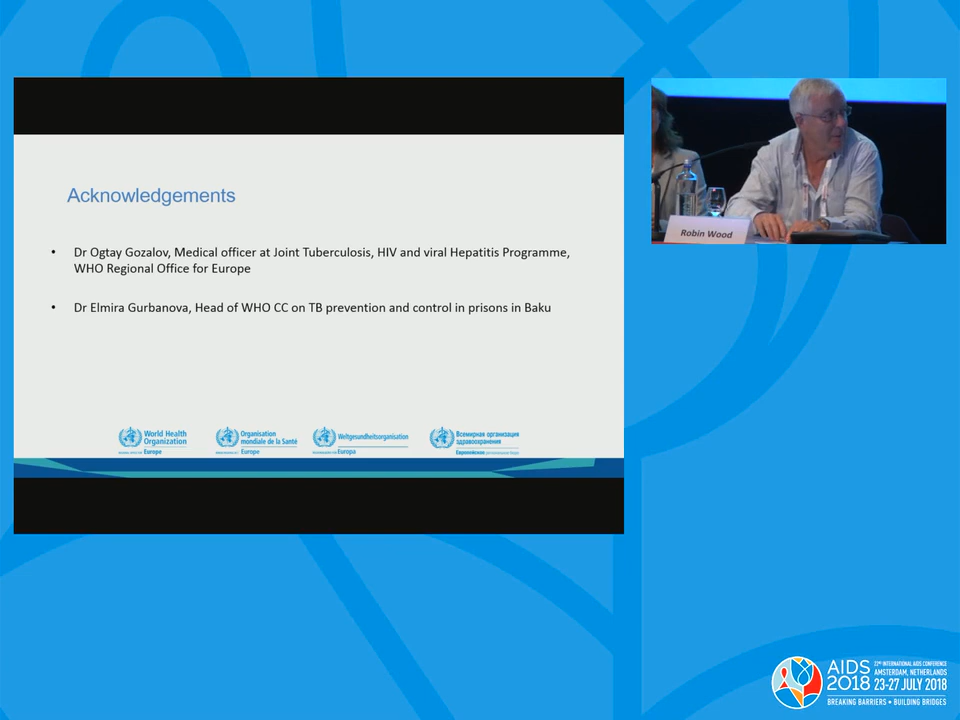 Acknowledgements
• Dr Ogtay Gozalov, Medical officer at Joint Tuberculosis, HIV and viral Hepatitis Programme,
WHO Regional Office for Europe
• Dr Elmira Gurbanova, Head of WHO CC on TB prevention and control in prisons in Baku
World Health
Organization
Europe
Organisation
mondiale de la Santé
Europe
Weltgesundheitsorganisation
Europa
Всемирная организация
здравоохранения
Европейское региональное бюро
Robin Wood
AIDS
2018
22ND INTERNATIONAL AIDS CONFERENCE
AMSTERDAM, NETHERLANDS
23-27 JULY 2018
BREAKING BARRIERS • BUILDING BRIDGES